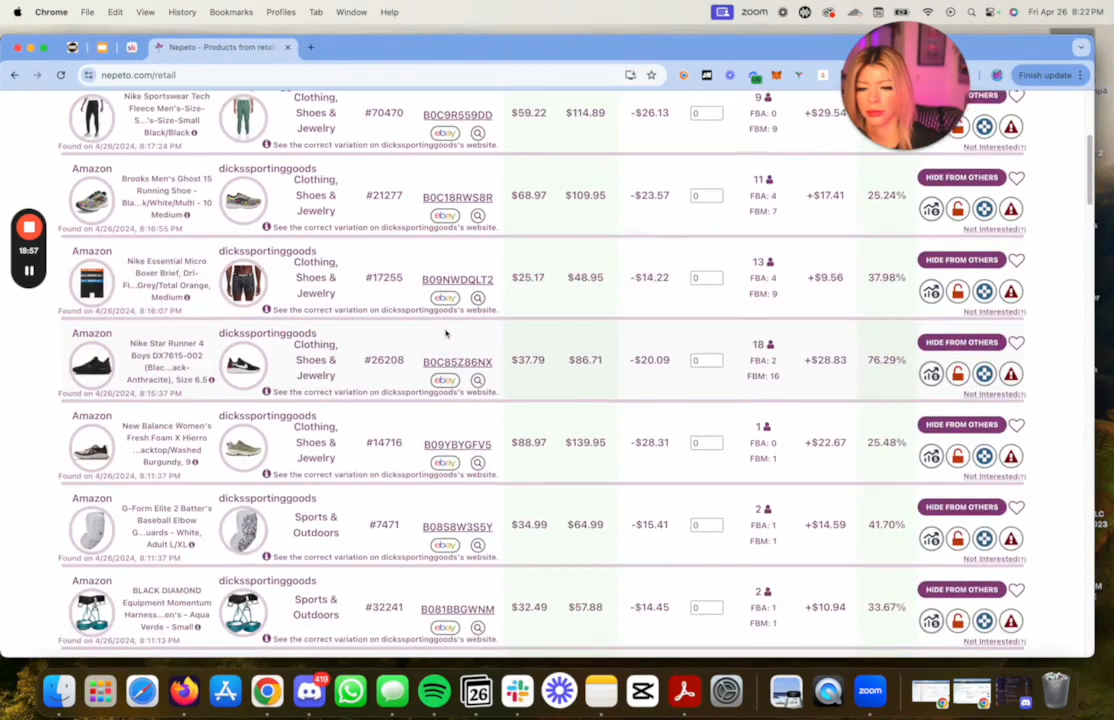 Chrome File Edit View History Bookmarks Profiles Tab Window Help zoom 26 Fri Apr 26 8:22 PM
sk Nepeto - Products from retai
nepeto.com/retail Finish update
Nike Sportswear Tech
Fleece Men's-Size-
S...'s-Size-Small
Black/Black
Found on 4/26/2024, 8:17:24 PM
Clothing,
Shoes &
Jewelry
See the correct variation on dickssportinggoods's website.
#70470
B0C9R559DD
ebay
$59.22 $114.89 -$26.13 0
9
FBA: 0
FBM: 9
+$29.54
OTHERS
Not Interested(?)
Amazon
Brooks Men's Ghost 15
Running Shoe -
Bla...k/White/Multi - 10
Medium
Found on 4/26/2024, 8:16:55 PM
dickssportinggoods
Clothing,
Shoes &
Jewelry
See the correct variation on dickssportinggoods's website.
#21277
B0C18RWS8R
ebay
$68.97 $109.95 -$23.57 0
11
FBA: 4
FBM: 7
+$17.41 25.24%
HIDE FROM OTHERS
Not Interested(?)
Amazon
Nike Essential Micro
Boxer Brief, Dri-
Fi...Grey/Total Orange,
Medium
Found on 4/26/2024, 8:16:07 PM
dickssportinggoods
Clothing,
Shoes &
Jewelry
See the correct variation on dickssportinggoods's website.
#17255
B09NWDQLT2
ebay
$25.17 $48.95 -$14.22 0
13
FBA: 4
FBM: 9
+$9.56 37.98%
HIDE FROM OTHERS
Not Interested(?)
Amazon
Nike Star Runner 4
Boys DX7615-002
(Blac...ack-
Anthracite), Size 6.5
Found on 4/26/2024, 8:15:37 PM
dickssportinggoods
Clothing,
Shoes &
Jewelry
See the correct variation on dickssportinggoods's website.
#26208
B0C85Z86NX
ebay
$37.79 $86.71 -$20.09 0
18
FBA: 2
FBM: 16
+$28.83 76.29%
HIDE FROM OTHERS
Not Interested(?)
Amazon
New Balance Women's
Fresh Foam X Hierro
...acktop/Washed
Burgundy, 9
Found on 4/26/2024, 8:11:37 PM
dickssportinggoods
Clothing,
Shoes &
Jewelry
See the correct variation on dickssportinggoods's website.
#14716
B09YBYGFV5
ebay
$88.97 $139.95 -$28.31 0
1
FBA: 0
FBM: 1
+$22.67 25.48%
HIDE FROM OTHERS
Not Interested(?)
Amazon
G-Form Elite 2 Batter's
Baseball Elbow
G...uards - White,
Adult L/XL
Found on 4/26/2024, 8:11:37 PM
dickssportinggoods
Sports &
Outdoors
See the correct variation on dickssportinggoods's website.
#7471
B08S8W3S5Y
ebay
$34.99 $64.99 -$15.41 0
2
FBA: 1
FBM: 1
+$14.59 41.70%
HIDE FROM OTHERS
Not Interested(?)
Amazon
BLACK DIAMOND
Equipment Momentum
Harness...en's - Aqua
Verde - Small
Found on 4/26/2024, 8:11:13 PM
dickssportinggoods
Sports &
Outdoors
See the correct variation on dickssportinggoods's website.
#32241
B081BBGWNM
ebay
$32.49 $57.88 -$14.45 0
2
FBA: 1
FBM: 1
+$10.94 33.67%
HIDE FROM OTHERS
Not Interested(?)
18:57
mp4
LC
023
419
26
zoom